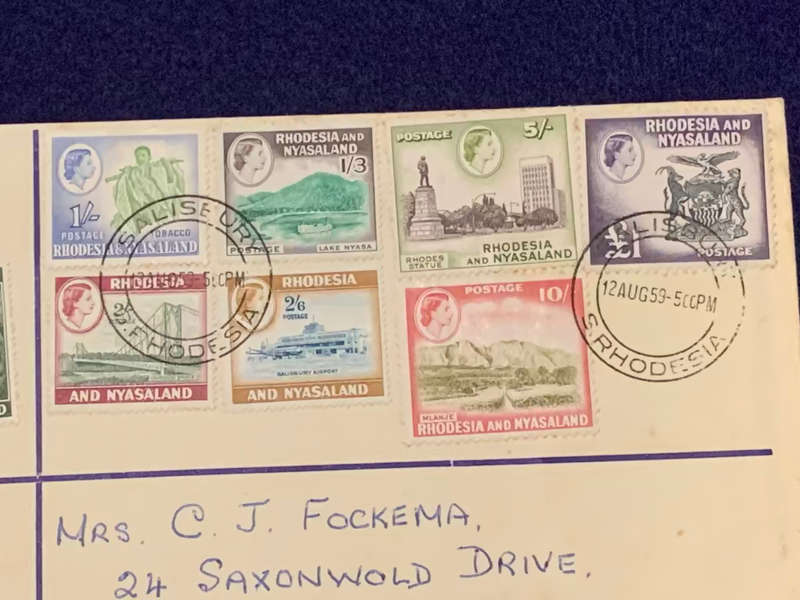 1/-
TOBACCO
POSTAGE
RHODESIA & NYASALAND
RHODESIA AND
NYASALAND
1/3
POSTAGE
LAKE NYASA
POSTAGE
5/-
RHODES
STATUE
RHODESIA
AND NYASALAND
RHODESIA AND
NYASALAND
£1
POSTAGE
RHODESIA
2/-
AND NYASALAND
RHODESIA
2/6
POSTAGE
SALISBURY AIRPORT
AND NYASALAND
POSTAGE
10/-
MLANJE
RHODESIA AND NYASALAND
SALISBURY
12AUG59-5 00PM
S.RHODESIA
SALISBURY
12AUG59-5 00PM
S.RHODESIA
MRS. C. J. FOCKEMA,
24 SAXONWOLD DRIVE,